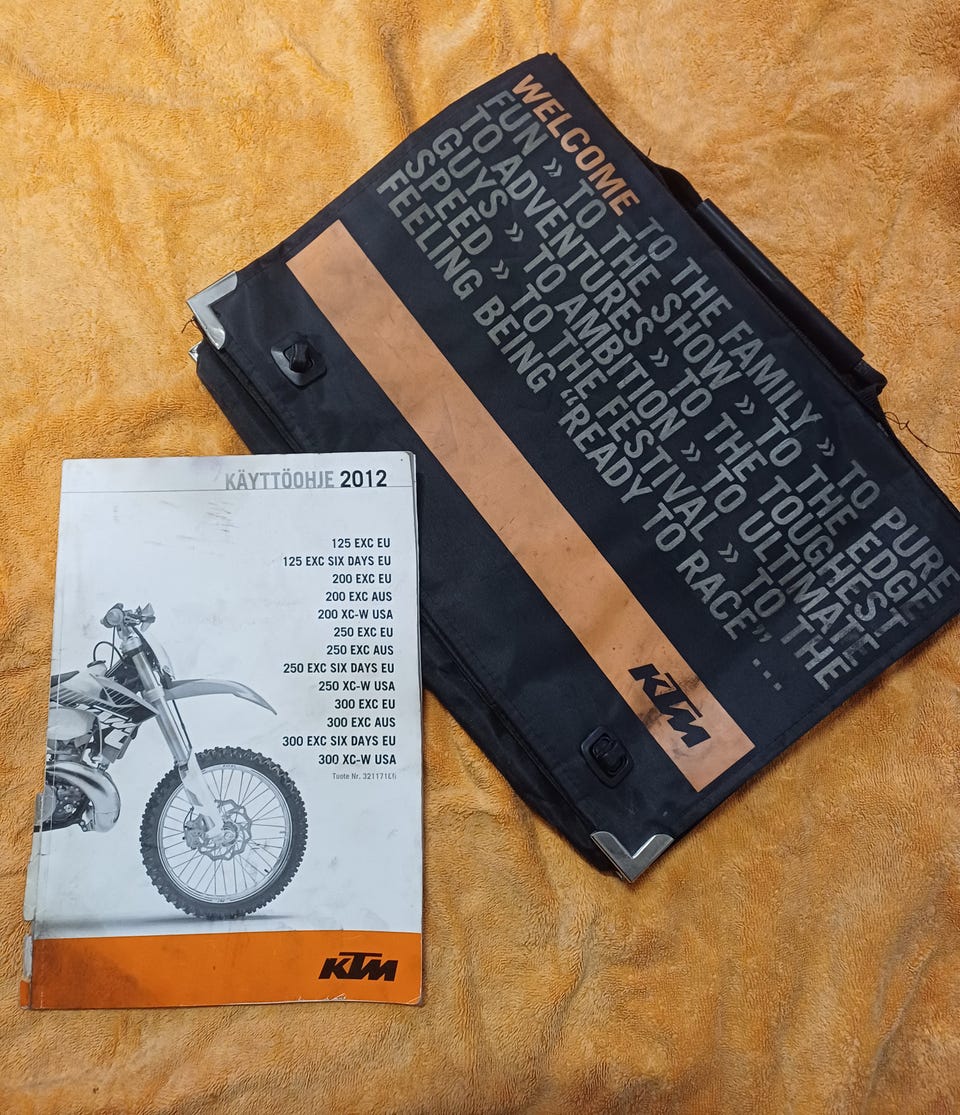 KÄYTTÖOHJE 2012
125 EXC EU
125 EXC SIX DAYS EU
200 EXC EU
200 EXC AUS
200 XC-W USA
250 EXC EU
250 EXC AUS
250 EXC SIX DAYS EU
250 XC-W USA
300 EXC EU
300 EXC AUS
300 EXC SIX DAYS EU
300 XC-W USA
Tuote Nr.
KTM
WELCOME TO THE FAMILY » TO PURE
FUN » TO THE SHOW » TO THE EDGE
TO ADVENTURES » TO THE TOUGHEST
GUYS » TO AMBITION » TO ULTIMATE
SPEED » TO THE FESTIVAL » TO THE
FEELING BEING “READY TO RACE” ...
KTM